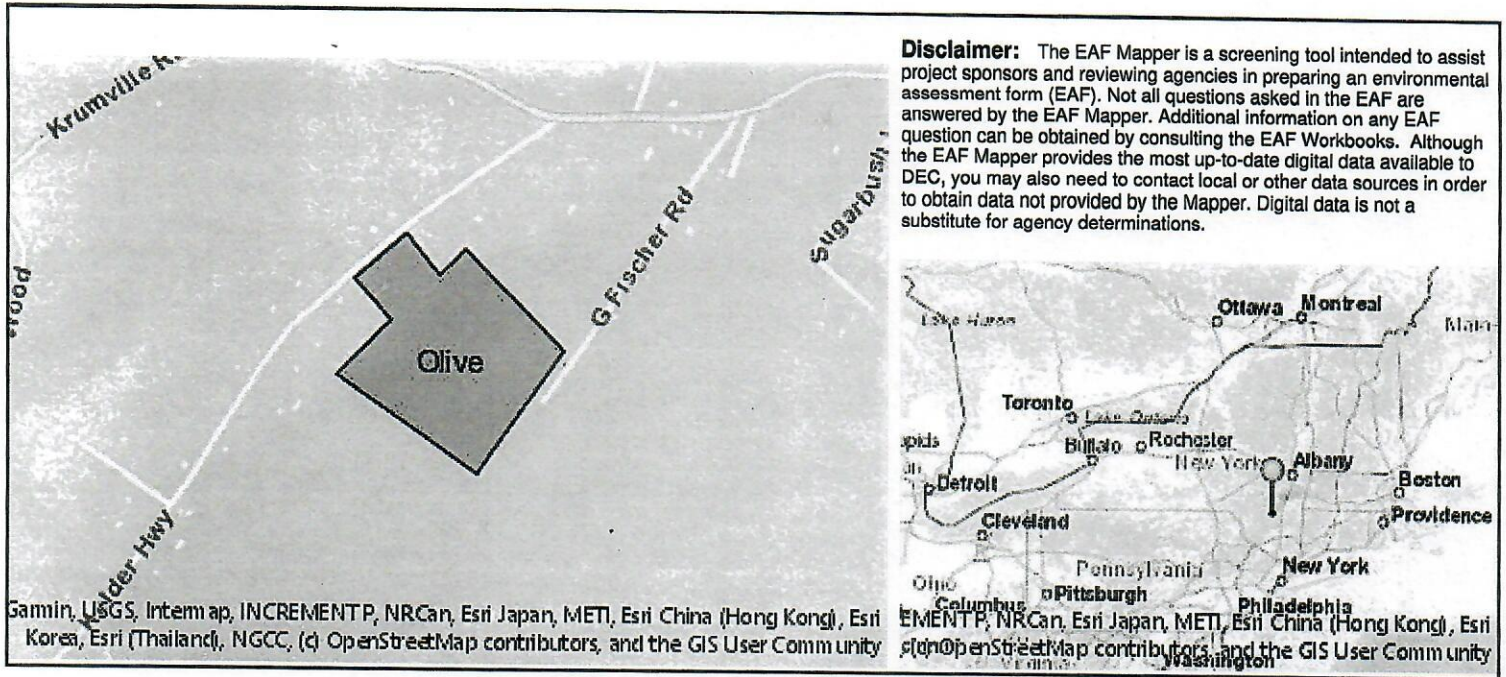 Disclaimer: The EAF Mapper is a screening tool intended to assist
project sponsors and reviewing agencies in preparing an environmental
assessment form (EAF). Not all questions asked in the EAF are
answered by the EAF Mapper. Additional information on any EAF
question can be obtained by consulting the EAF Workbooks. Although
the EAF Mapper provides the most up-to-date digital data available to
DEC, you may also need to contact local or other data sources in order
to obtain data not provided by the Mapper. Digital data is not a
substitute for agency determinations.
Krumville
G Fischer Rd
Sugarbush
Olive
Hwy
Garmin, USGS, Intermap, INCREMENT P, NRCan, Esri Japan, METI, Esri China (Hong Kong), Esri
Korea, Esri (Thailand), NGCC, (c) OpenStreetMap contributors, and the GIS User Community
Ottawa
Montreal
Lake Huron
Toronto
Lake Ontario
Buffalo
Rochester
New York
Albany
Boston
Detroit
Providence
Cleveland
Pennsylvania
New York
Ohio
Pittsburgh
Columbus
Philadelphia
EMENT P, NRCan, Esri Japan, METI, Esri China (Hong Kong), Esri
OpenStreetMap contributors, and the GIS User Community
Washington